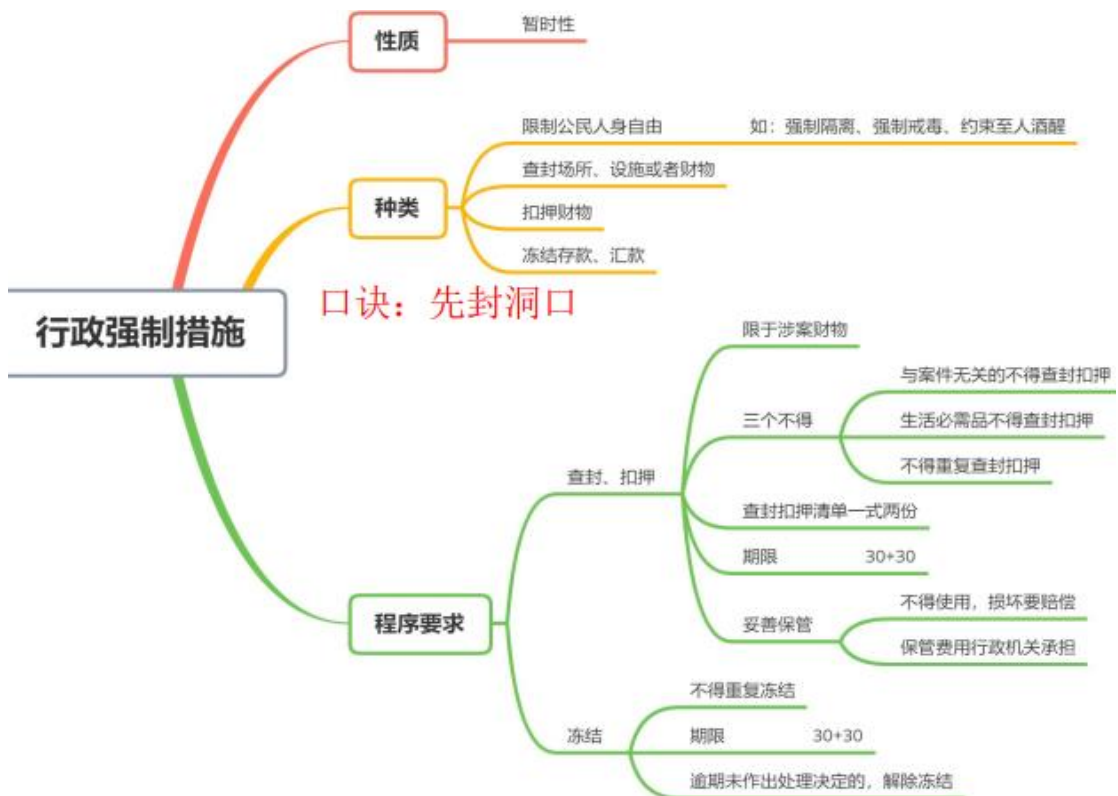 性质
暂时性
种类
限制公民人身自由
如：强制隔离、强制戒毒、约束至人酒醒
查封场所、设施或者财物
扣押财物
冻结存款、汇款
行政强制措施
口诀：先封洞口
程序要求
查封、扣押
限于涉案财物
三个不得
与案件无关的不得查封扣押
生活必需品不得查封扣押
不得重复查封扣押
查封扣押清单一式两份
期限 30+30
妥善保管
不得使用，损坏要赔偿
保管费用行政机关承担
冻结
不得重复冻结
期限 30+30
逾期未作出处理决定的，解除冻结